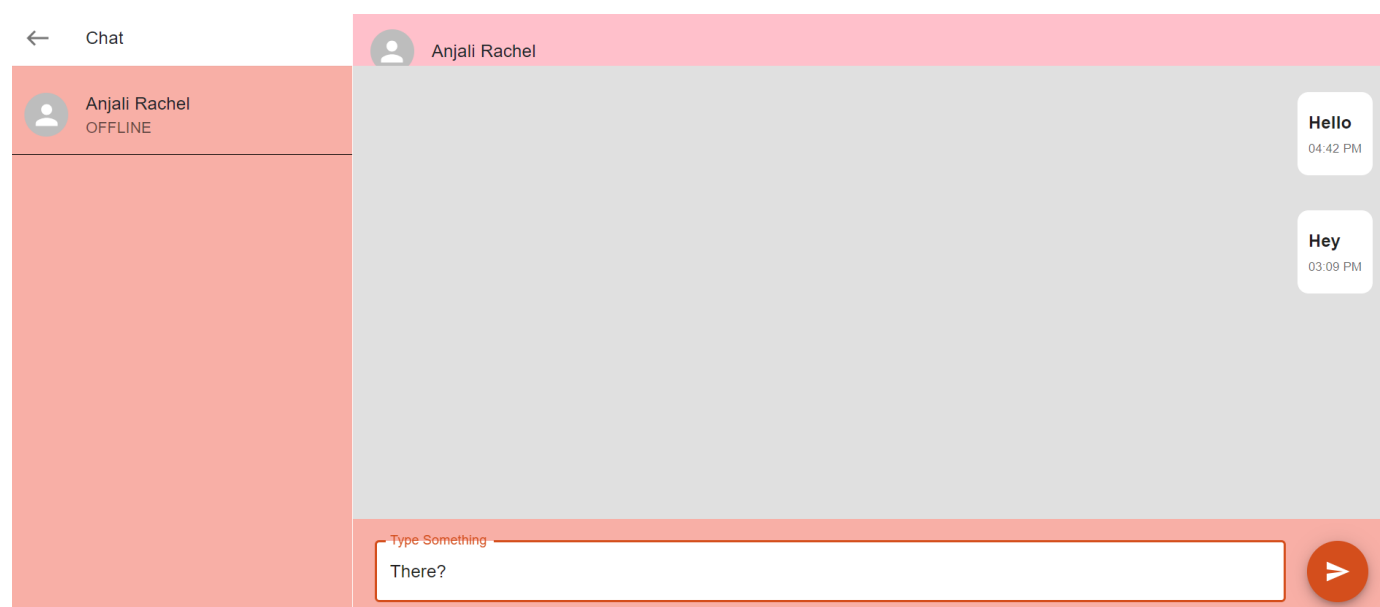 Chat
Anjali Rachel
OFFLINE
Anjali Rachel
Hello
04:42 PM
Hey
03:09 PM
Type Something
There?